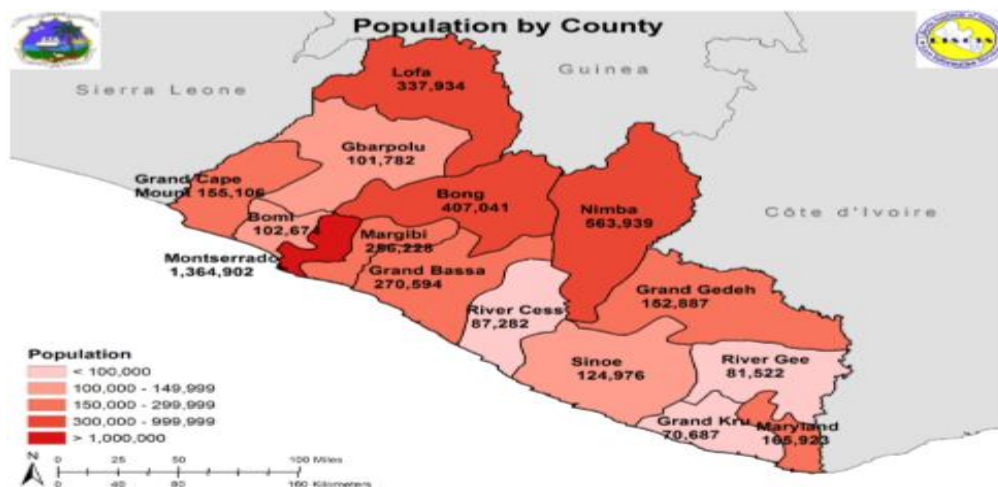 Population by County
Lofa
337,934
Guinea
Sierra Leone
Gbarpolu
101,782
Grand Cape
Mount 155,106
Bong
407,041
Nimba
563,939
Côte d'Ivoire
Bomi
102,674
Margibi
Montserrado
1,364,902
Grand Bassa
270,594
Grand Gedeh
152,887
River Cess
87,282
Sinoe
124,976
River Gee
81,522
Grand Kru
70,687
Maryland
165,923
Population
< 100,000
100,000 - 149,999
150,000 - 299,999
300,000 - 999,999
> 1,000,000
N
0 25 50 100 Miles
0 40 80 160 Kilometers
LISGIS